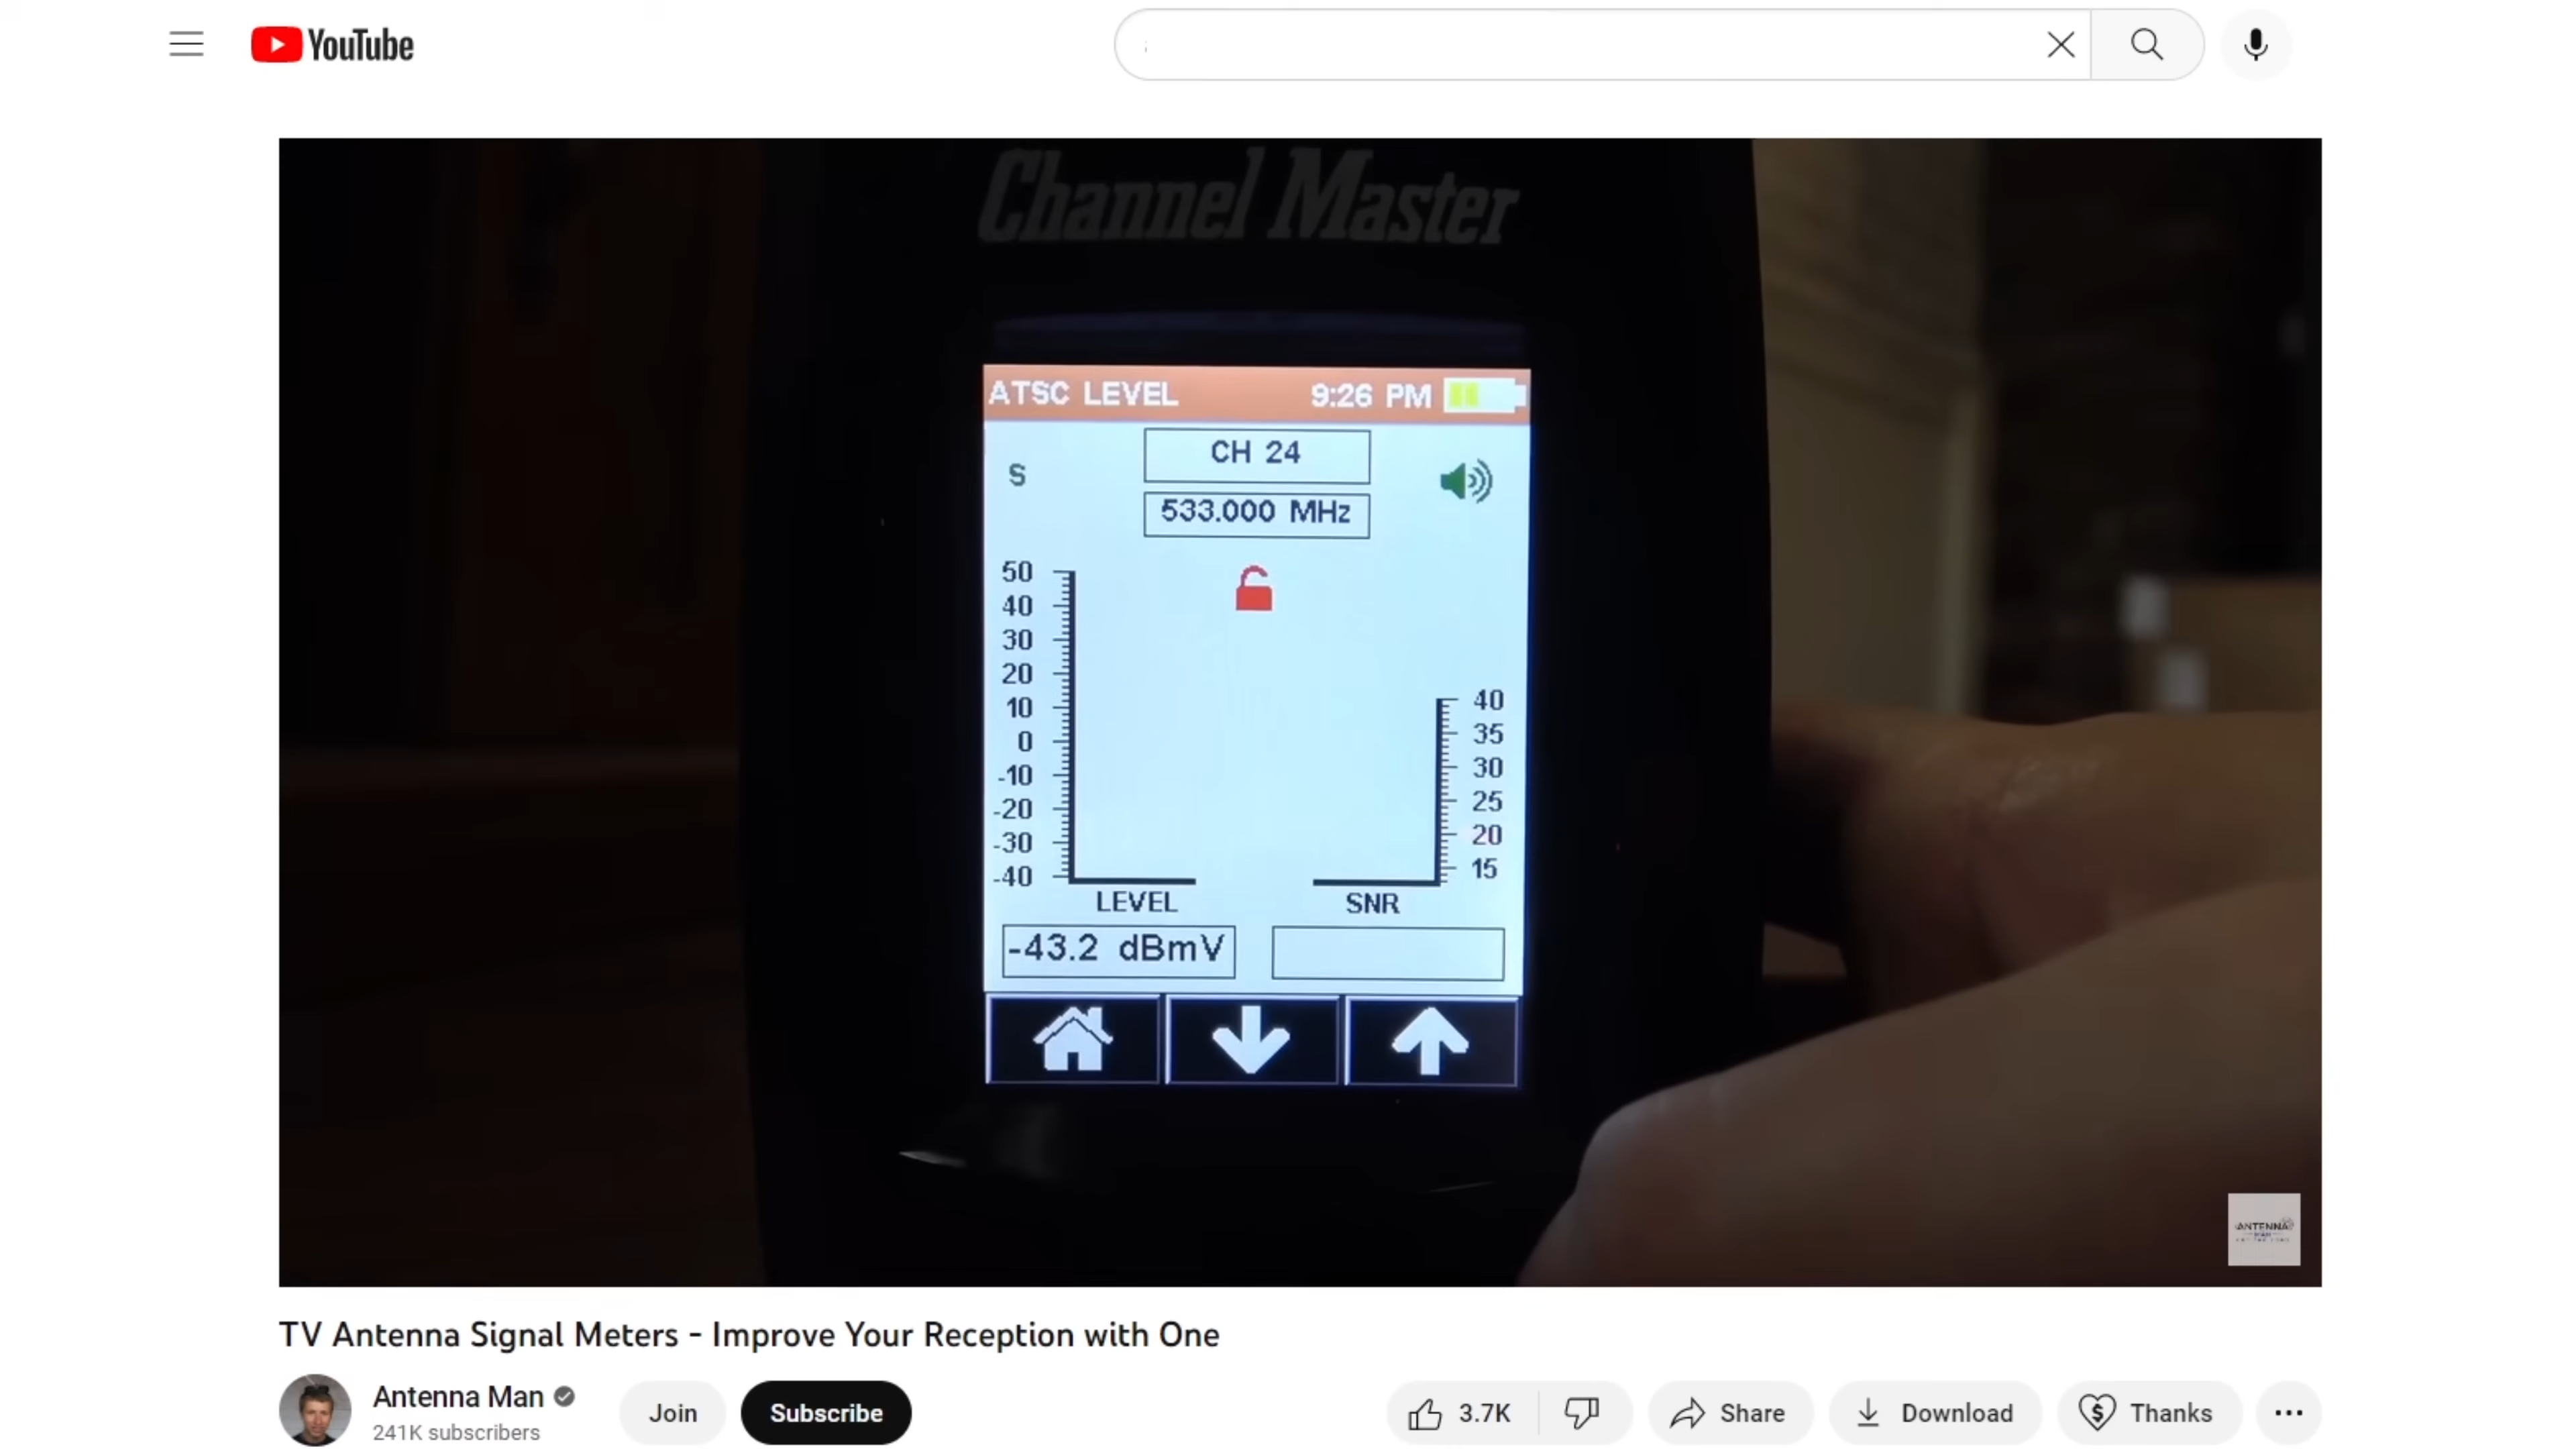 YouTube
Channel Master
ATSC LEVEL 9:26 PM
CH 24
S
533.000 MHz
50
40
30
20
10
0
-10
-20
-30
-40
40
35
30
25
20
15
LEVEL
SNR
-43.2 dBmV
ANTENNA
TV Antenna Signal Meters - Improve Your Reception with One
Antenna Man
241K subscribers
Join
Subscribe
3.7K
Share
Download
Thanks